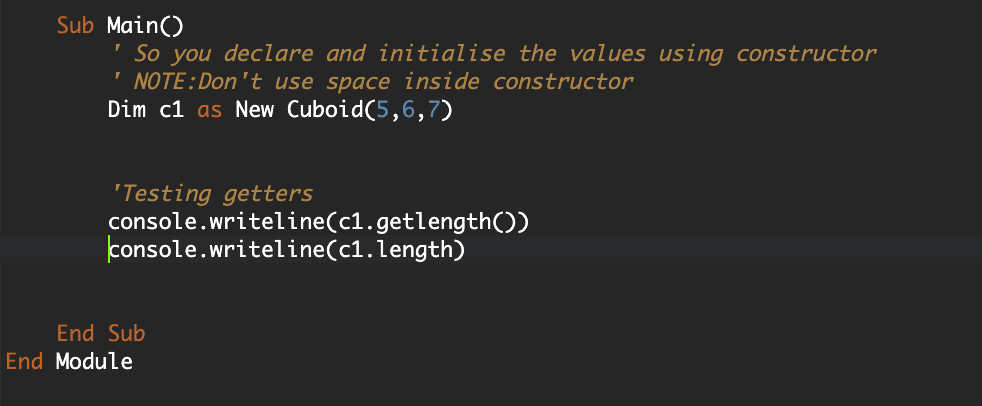 Sub Main()
' So you declare and initialise the values using constructor
' NOTE:Don't use space inside constructor
Dim c1 as New Cuboid(5,6,7)
'Testing getters
console.writeline(c1.getlength())
console.writeline(c1.length)
End Sub
End Module